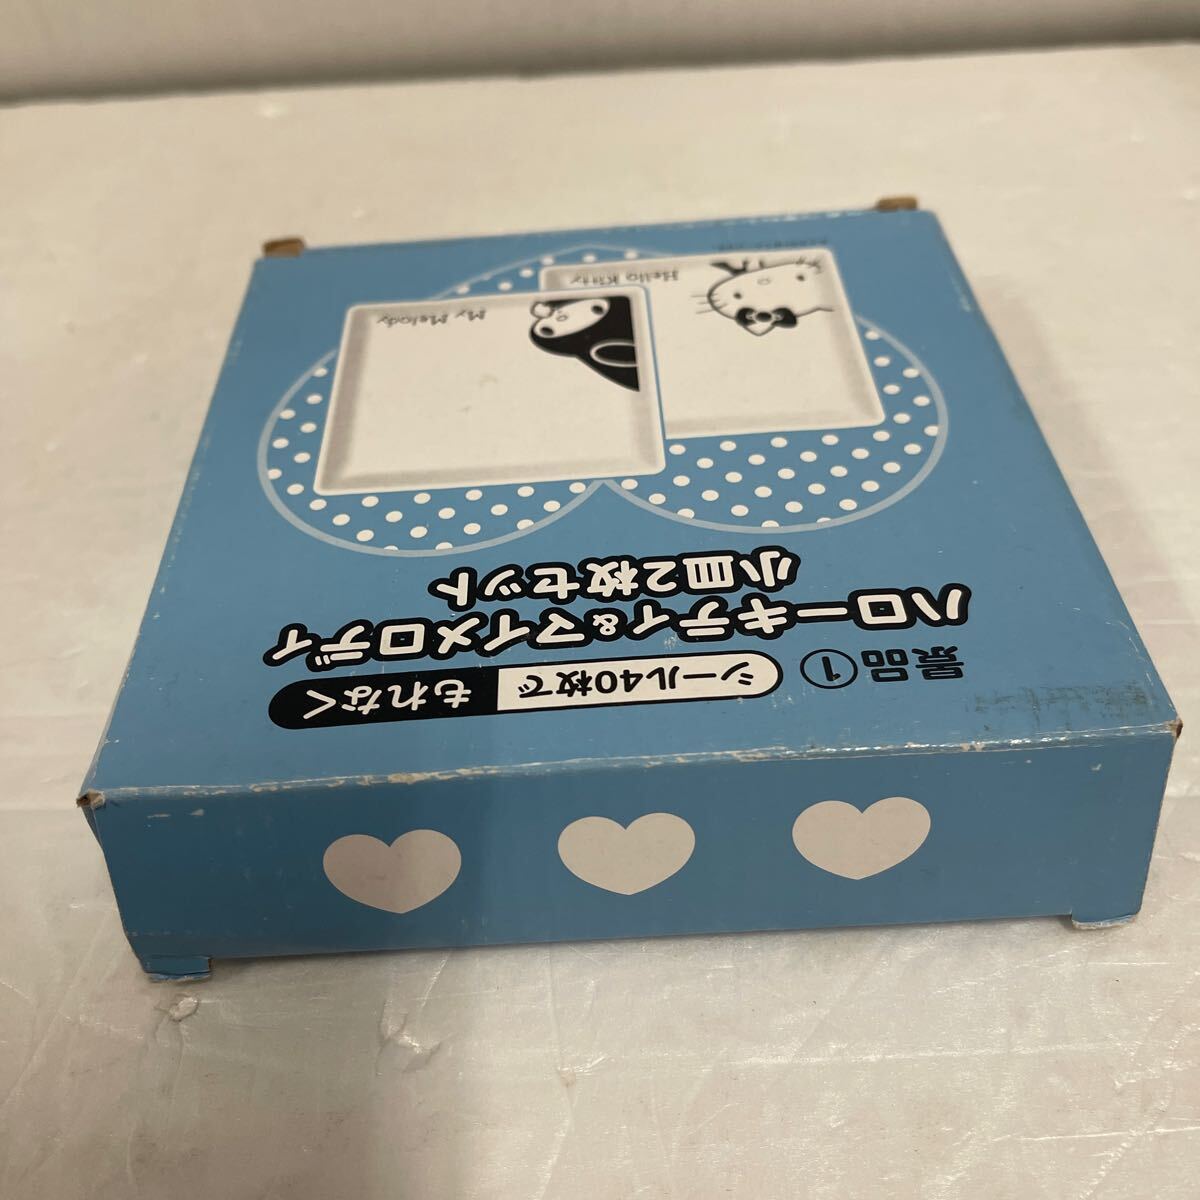 景品① シール40枚で もれなく
ハローキティ&マイメロディ
小皿2枚セット
My Melody
Hello Kitty